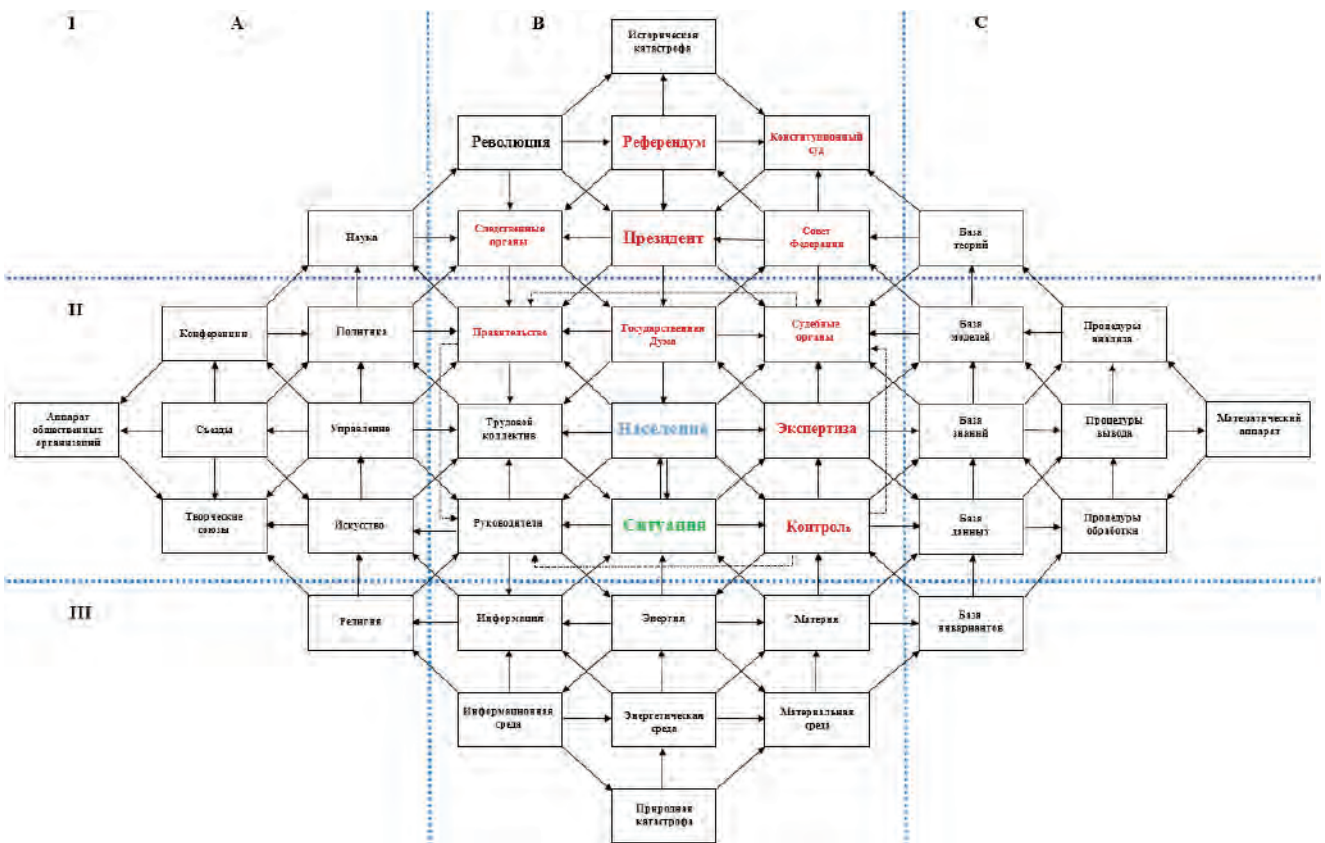 I
A
B
C
Историческая
катастрофа
Революция
Референдум
Конституционный
суд
Наука
Следственные
органы
Президент
Совет
Федерации
База
теорий
II
Конференции
Политика
Правительство
Государственная
Дума
Судебные
органы
База
моделей
Процедуры
анализа
Аппарат
общественных
организаций
Съезды
Управление
Трудовой
коллектив
Население
Экспертиза
База
знаний
Процедуры
вывода
Математический
аппарат
Творческие
союзы
Искусство
Руководители
Ситуация
Контроль
База
данных
Процедуры
обработки
III
Религия
Информация
Энергия
Материя
База
инвариантов
Информационная
среда
Энергетическая
среда
Материальная
среда
Природная
катастрофа